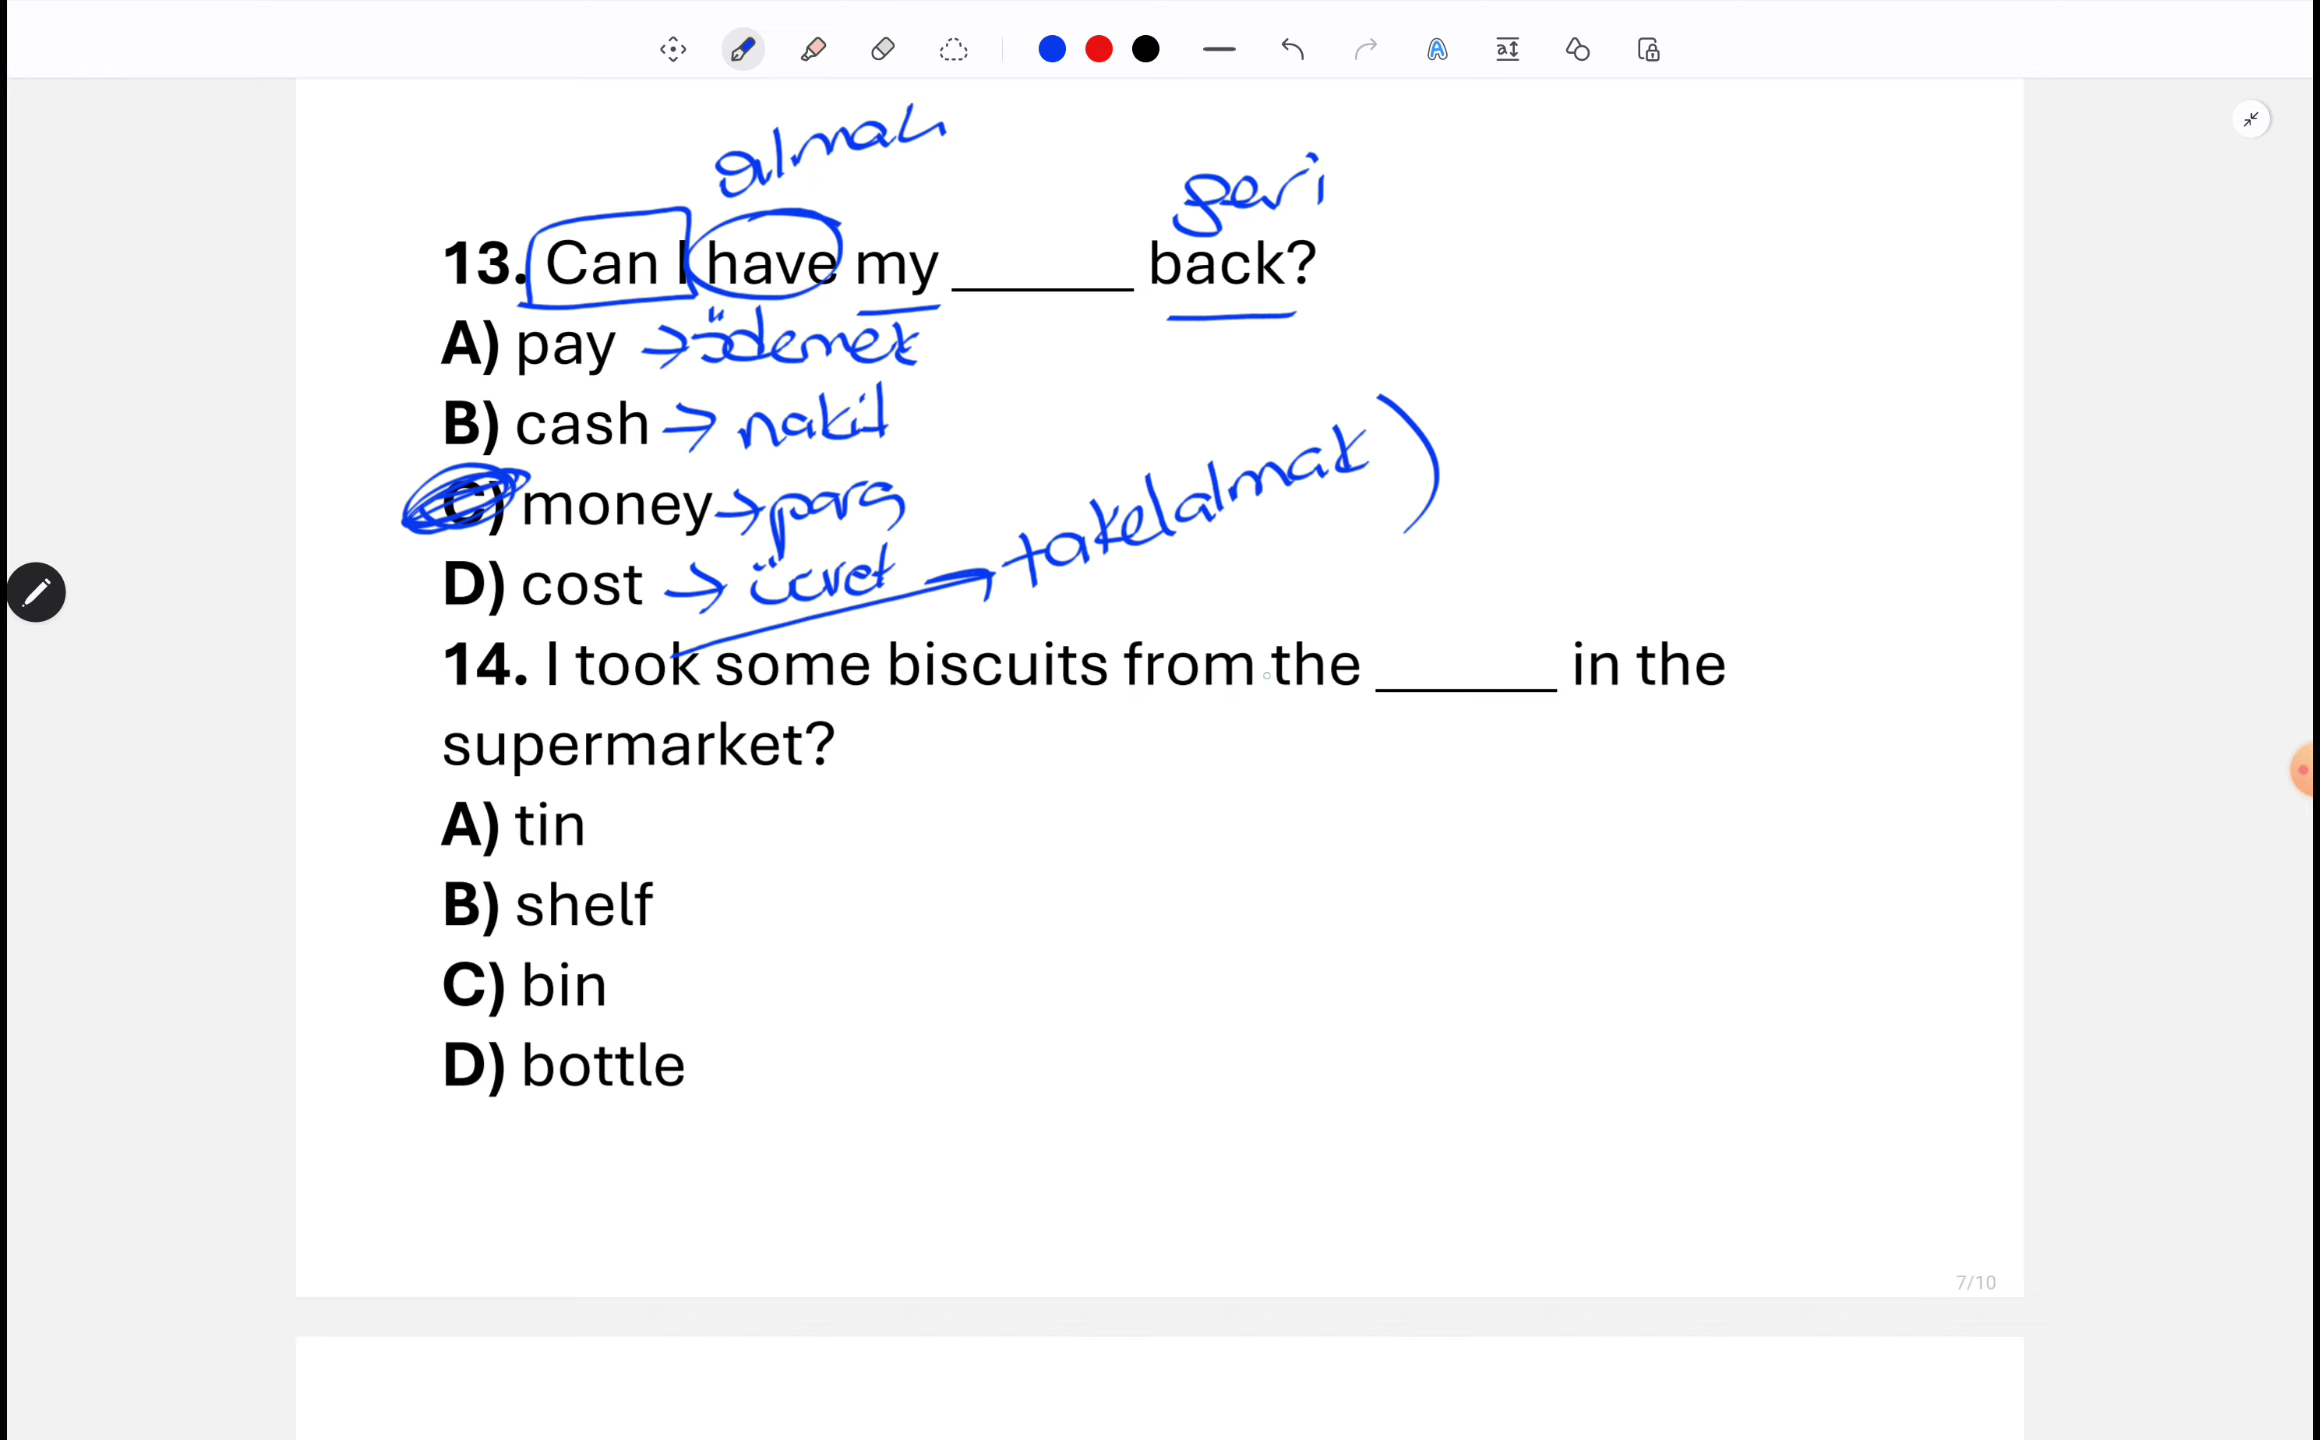 almak
geri
13. Can I have my ______ back?
A) pay → ödemek
B) cash → nakit
C) money → para
D) cost → ücret → take(almak)
14. I took some biscuits from the ______ in the
supermarket?
A) tin
B) shelf
C) bin
D) bottle
7/10